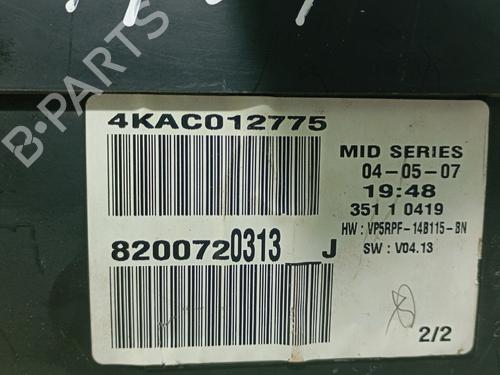 4KAC012775
MID SERIES
04-05-07
19:48
351 1 0419
HW : VP5RPF-14B115-BN
SW : V04.13
8200720313 J
2/2